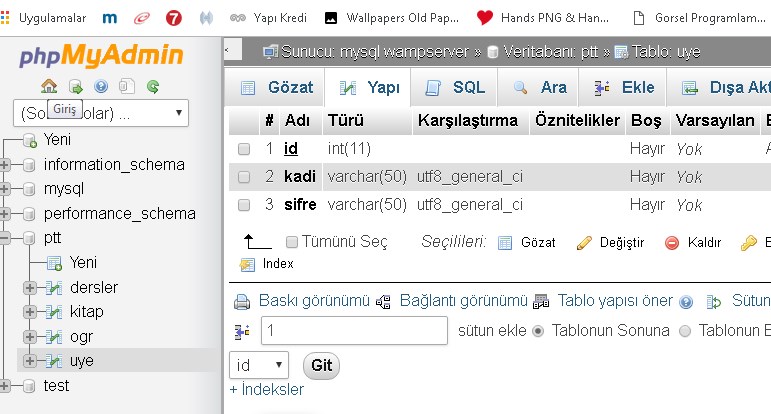 Uygulamalar
Yapı Kredi
Wallpapers Old Pap...
Hands PNG & Han...
Gorsel Programlam...
phpMyAdmin
Giriş
(So olar) ...
Yeni
information_schema
mysql
performance_schema
ptt
Yeni
dersler
kitap
ogr
uye
test
Sunucu: mysql wampserver » Veritabanı: ptt » Tablo: uye
Gözat Yapı SQL Ara Ekle Dışa Akt
# Adı Türü Karşılaştırma Öznitelikler Boş Varsayılan
1 id int(11) Hayır Yok
2 kadi varchar(50) utf8_general_ci Hayır Yok
3 sifre varchar(50) utf8_general_ci Hayır Yok
Tümünü Seç Seçilileri: Gözat Değiştir Kaldır
Index
Baskı görünümü Bağlantı görünümü Tablo yapısı öner Sütun
1 sütun ekle Tablonun Sonuna Tablonun
id Git
+ İndeksler